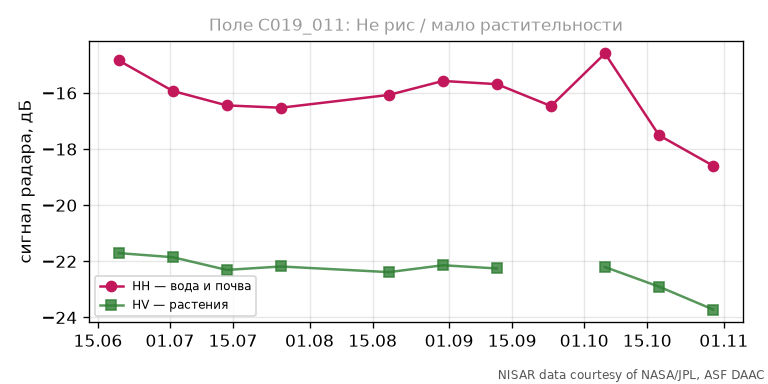 Поле C019_011: Не рис / мало растительности
сигнал радара, дБ
−16
−18
−20
−22
−24
HH — вода и почва
HV — растения
15.06 01.07 15.07 01.08 15.08 01.09 15.09 01.10 15.10 01.11
NISAR data courtesy of NASA/JPL, ASF DAAC